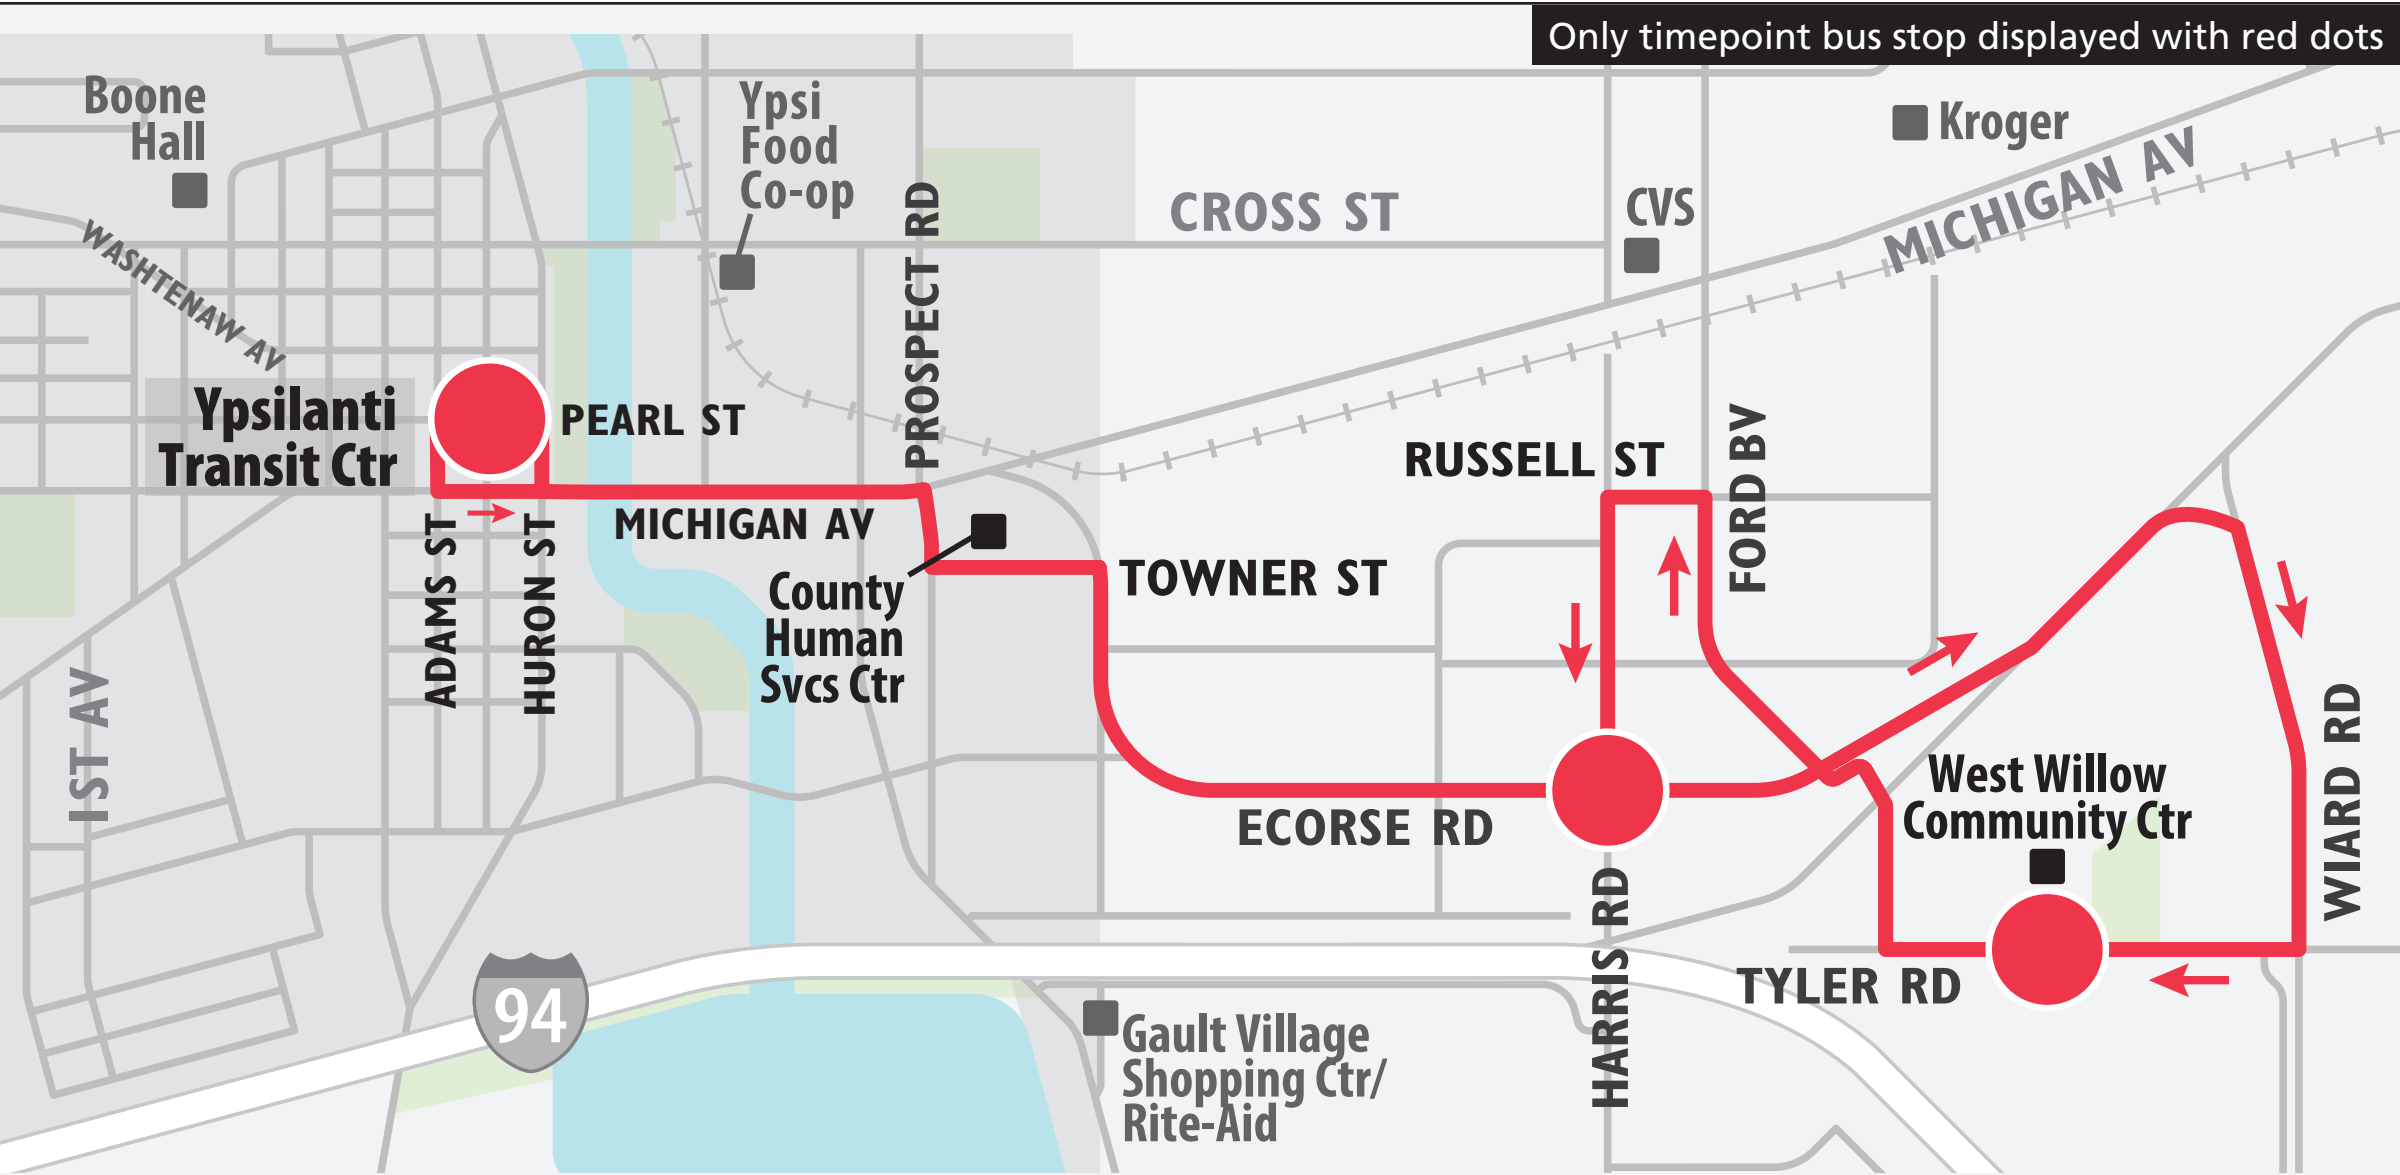 Only timepoint bus stop displayed with red dots
Boone
Hall
Ypsi
Food
Co-op
Kroger
CVS
CROSS ST
MICHIGAN AV
WASHTENAW AV
PROSPECT RD
Ypsilanti
Transit Ctr
PEARL ST
RUSSELL ST
FORD BV
MICHIGAN AV
ADAMS ST
HURON ST
County
Human
Svcs Ctr
TOWNER ST
1ST AV
ECORSE RD
West Willow
Community Ctr
WIARD RD
HARRIS RD
TYLER RD
94
Gault Village
Shopping Ctr/
Rite-Aid